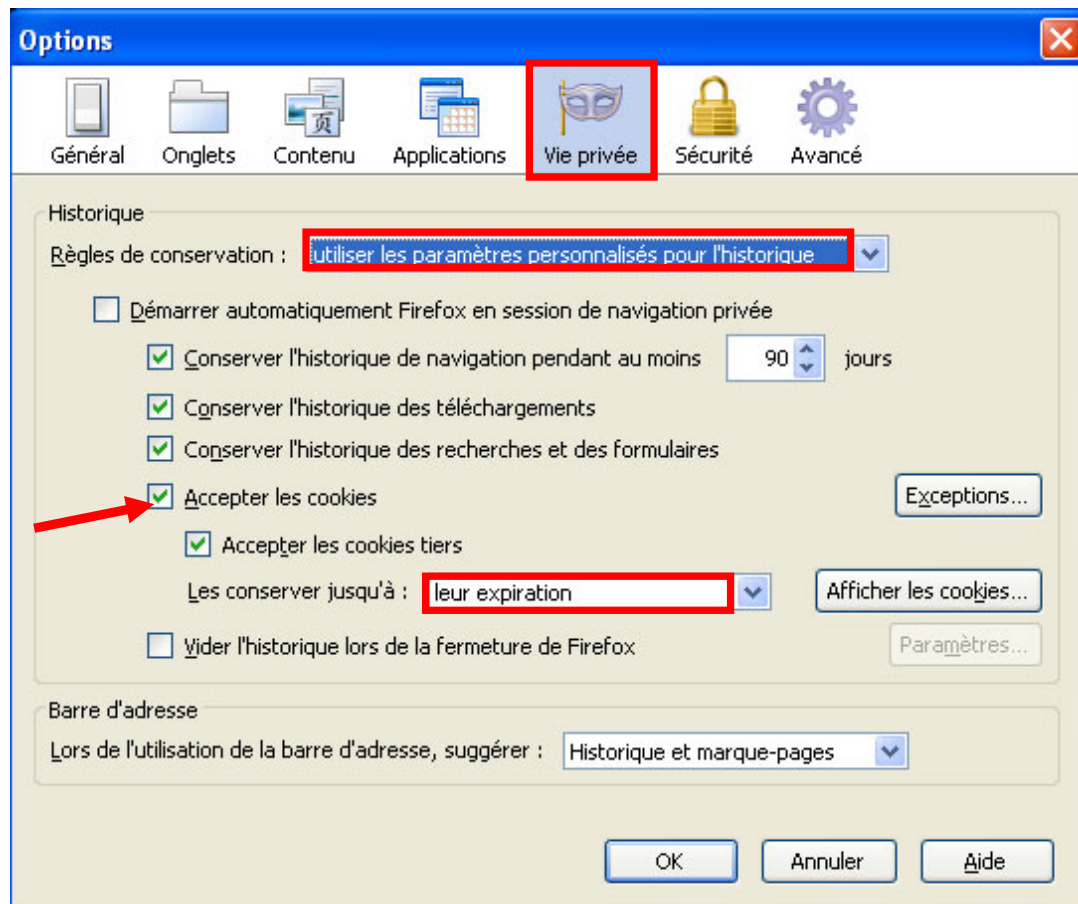 Options
Général Onglets Contenu Applications Vie privée Sécurité Avancé
页
Historique
Règles de conservation : utiliser les paramètres personnalisés pour l'historique
Démarrer automatiquement Firefox en session de navigation privée
Conserver l'historique de navigation pendant au moins 90 jours
Conserver l'historique des téléchargements
Conserver l'historique des recherches et des formulaires
Accepter les cookies Exceptions...
Accepter les cookies tiers
Les conserver jusqu'à : leur expiration Afficher les cookies...
Vider l'historique lors de la fermeture de Firefox Paramètres...
Barre d'adresse
Lors de l'utilisation de la barre d'adresse, suggérer : Historique et marque-pages
OK Annuler Aide